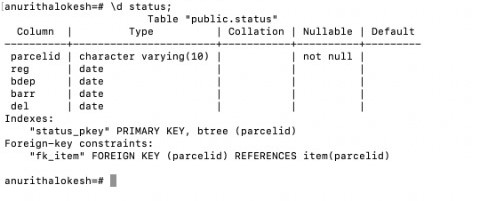 anurithalokesh=# \d status;
Table "public.status"
Column | Type | Collation | Nullable | Default
----------+-----------------------+-----------+----------+---------
parcelid | character varying(10) | | not null |
reg | date | | |
bdep | date | | |
barr | date | | |
del | date | | |
Indexes:
"status_pkey" PRIMARY KEY, btree (parcelid)
Foreign-key constraints:
"fk_item" FOREIGN KEY (parcelid) REFERENCES item(parcelid)
anurithalokesh=#